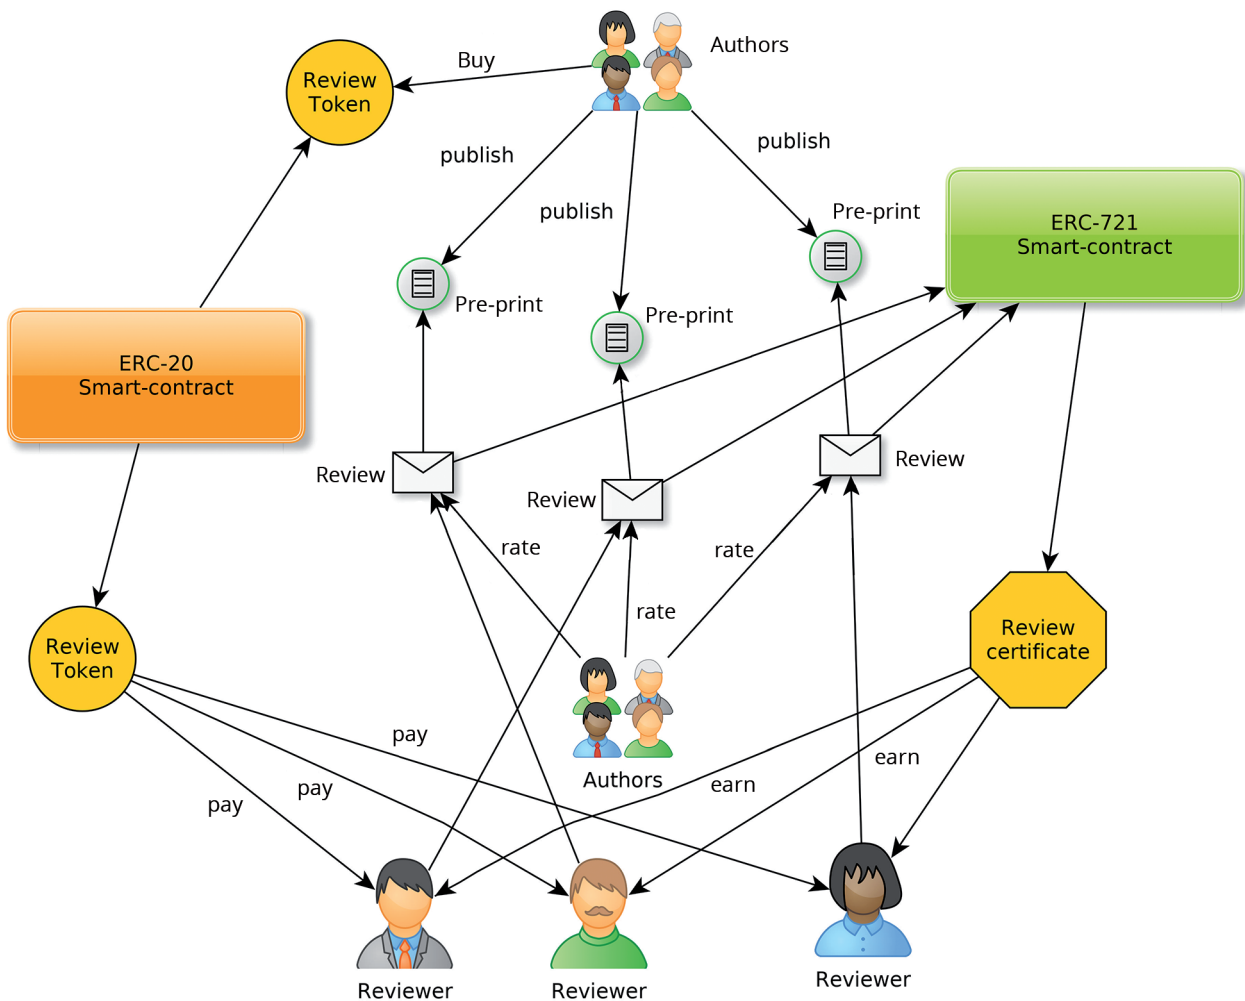 Authors
Buy
Review
Token
publish
publish
publish
Pre-print
ERC-721
Smart-contract
Pre-print
Pre-print
ERC-20
Smart-contract
Review
Review
Review
rate
rate
rate
Review
Token
Review
certificate
pay
pay
pay
Authors
earn
earn
Reviewer
Reviewer
Reviewer